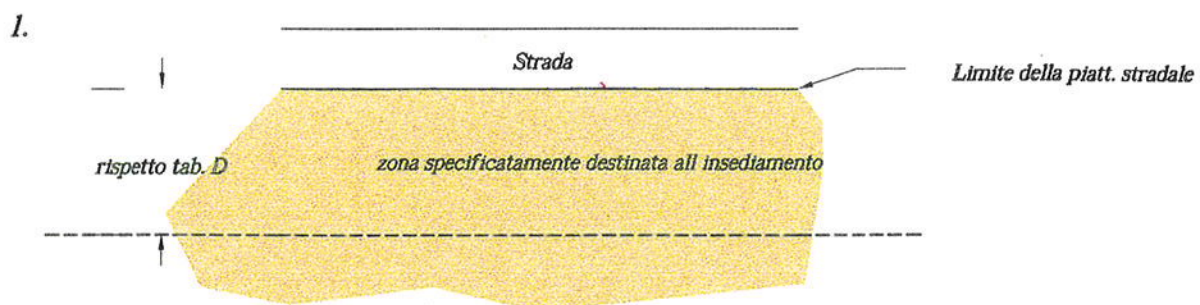 1.
Strada
Limite della piatt. stradale
rispetto tab. D
zona specificatamente destinata all insediamento